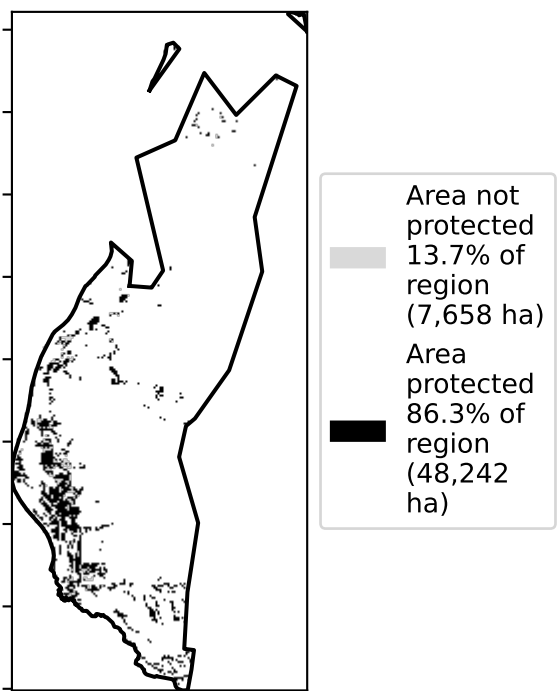 Area not
protected
13.7% of
region
(7,658 ha)
Area
protected
86.3% of
region
(48,242
ha)